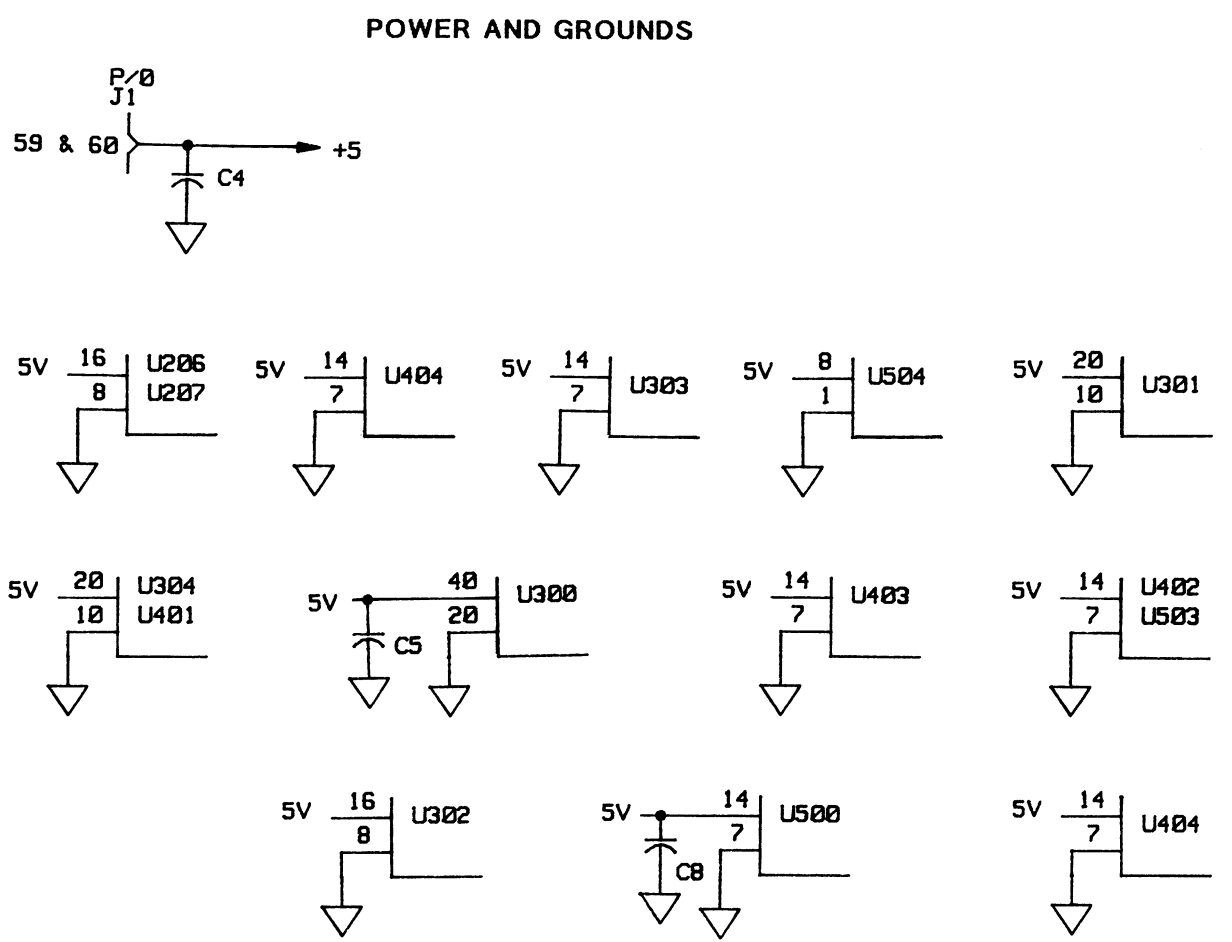 POWER AND GROUNDS
P/0
J1
59 & 60
+5
C4
5V 16 U206
8 U207
5V 14 U404
7
5V 14 U303
7
5V 8 U504
1
5V 20 U301
10
5V 20 U304
10 U401
5V 40 U300
20
C5
5V 14 U403
7
5V 14 U402
7 U503
5V 16 U302
8
5V 14 U500
7
C8
5V 14 U404
7